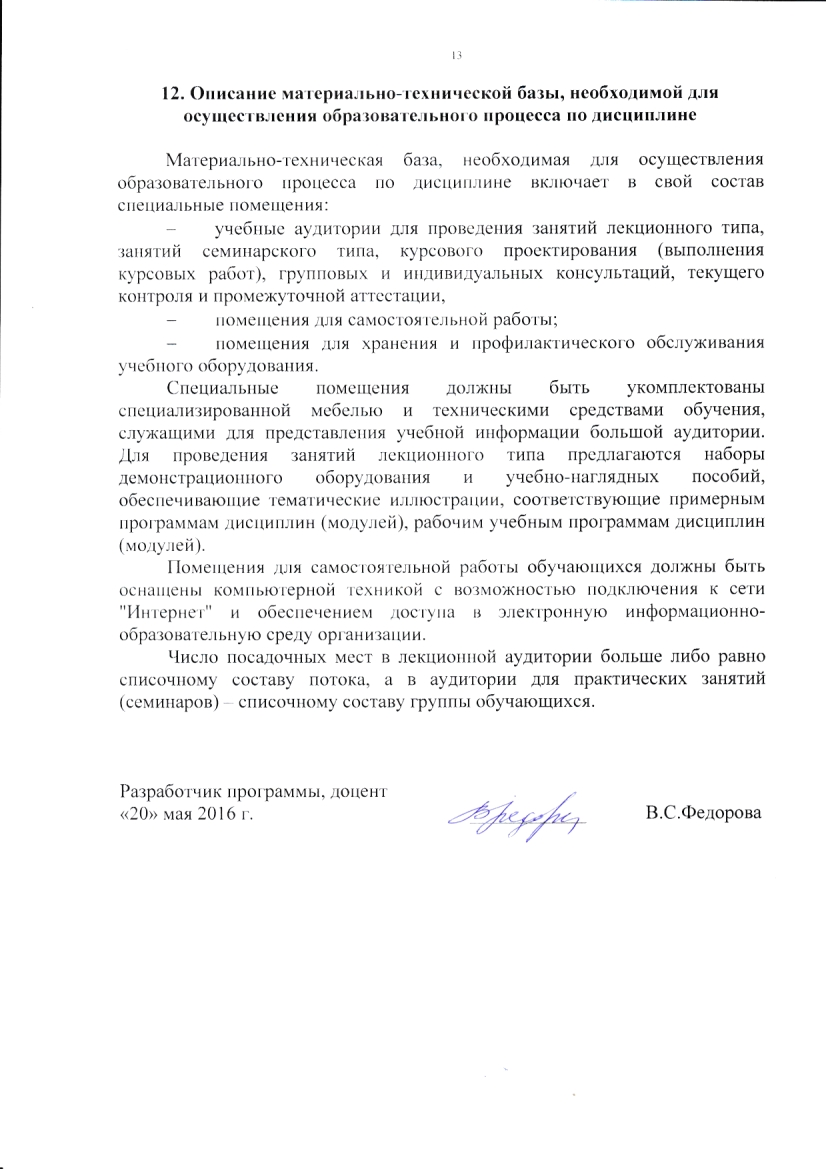 13
12. Описание материально-технической базы, необходимой для
осуществления образовательного процесса по дисциплине
Материально-техническая база, необходимая для осуществления
образовательного процесса по дисциплине включает в свой состав
специальные помещения:
– учебные аудитории для проведения занятий лекционного типа,
занятий семинарского типа, курсового проектирования (выполнения
курсовых работ), групповых и индивидуальных консультаций, текущего
контроля и промежуточной аттестации,
– помещения для самостоятельной работы;
– помещения для хранения и профилактического обслуживания
учебного оборудования.
Специальные помещения должны быть укомплектованы
специализированной мебелью и техническими средствами обучения,
служащими для представления учебной информации большой аудитории.
Для проведения занятий лекционного типа предлагаются наборы
демонстрационного оборудования и учебно-наглядных пособий,
обеспечивающие тематические иллюстрации, соответствующие примерным
программам дисциплин (модулей), рабочим учебным программам дисциплин
(модулей).
Помещения для самостоятельной работы обучающихся должны быть
оснащены компьютерной техникой с возможностью подключения к сети
"Интернет" и обеспечением доступа в электронную информационно-
образовательную среду организации.
Число посадочных мест в лекционной аудитории больше либо равно
списочному составу потока, а в аудитории для практических занятий
(семинаров) – списочному составу группы обучающихся.
Разработчик программы, доцент
«20» мая 2016 г. В.С.Федорова